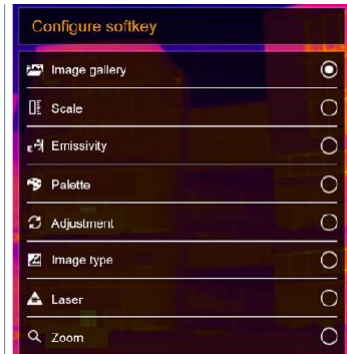 Configure softkey
Image gallery
Scale
Emissivity
Palette
Adjustment
Image type
Laser
Zoom